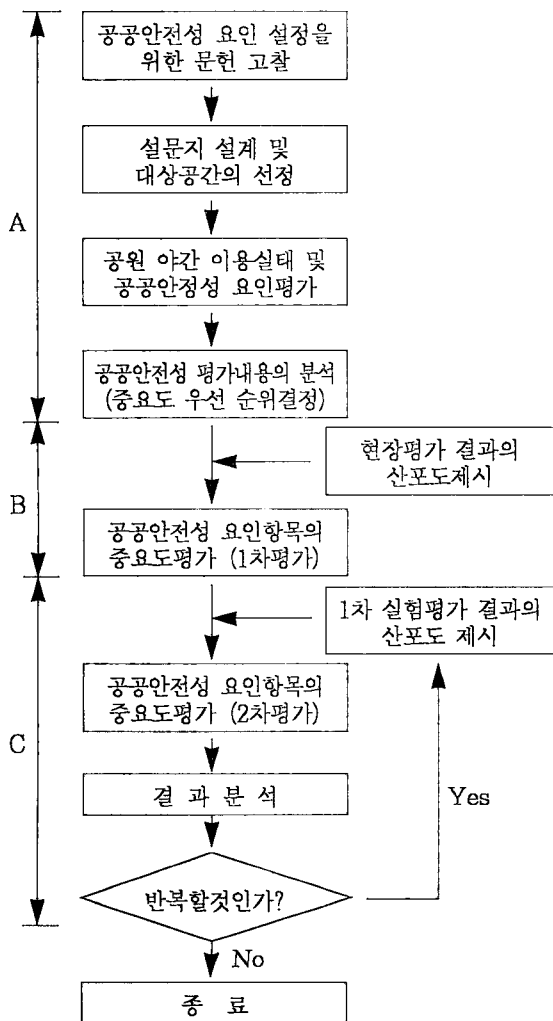 공공안전성 요인 설정을
위한 문헌 고찰
설문지 설계 및
대상공간의 선정
A
공원 야간 이용실태 및
공공안정성 요인평가
공공안전성 평가내용의 분석
(중요도 우선 순위결정)
현장평가 결과의
산포도제시
B
공공안전성 요인항목의
중요도평가 (1차평가)
1차 실험평가 결과의
산포도 제시
공공안전성 요인항목의
중요도평가 (2차평가)
C
결 과 분 석
Yes
반복할것인가?
No
종 료